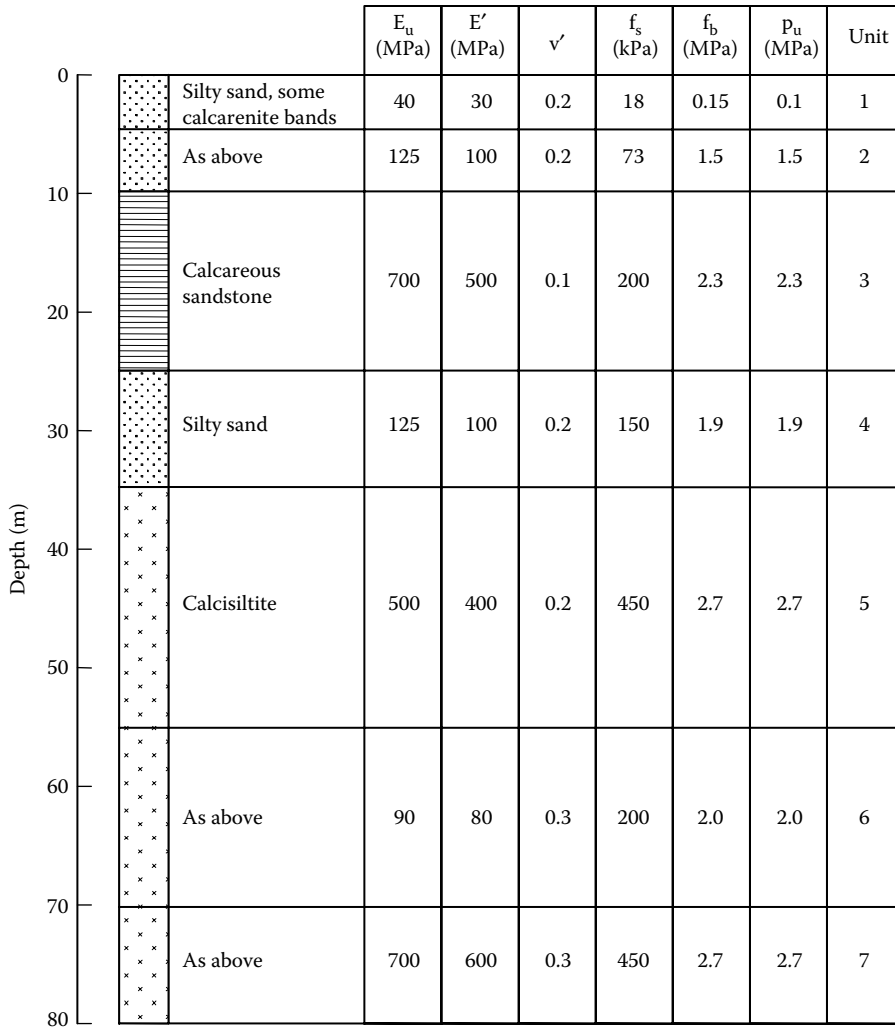 E_u (MPa) E′ (MPa) v′ f_s (kPa) f_b (MPa) p_u (MPa) Unit
0
Silty sand, some calcarenite bands 40 30 0.2 18 0.15 0.1 1
As above 125 100 0.2 73 1.5 1.5 2
10
Calcareous sandstone 700 500 0.1 200 2.3 2.3 3
20
Silty sand 125 100 0.2 150 1.9 1.9 4
30
Depth (m)
40
Calcisiltite 500 400 0.2 450 2.7 2.7 5
50
60
As above 90 80 0.3 200 2.0 2.0 6
70
As above 700 600 0.3 450 2.7 2.7 7
80